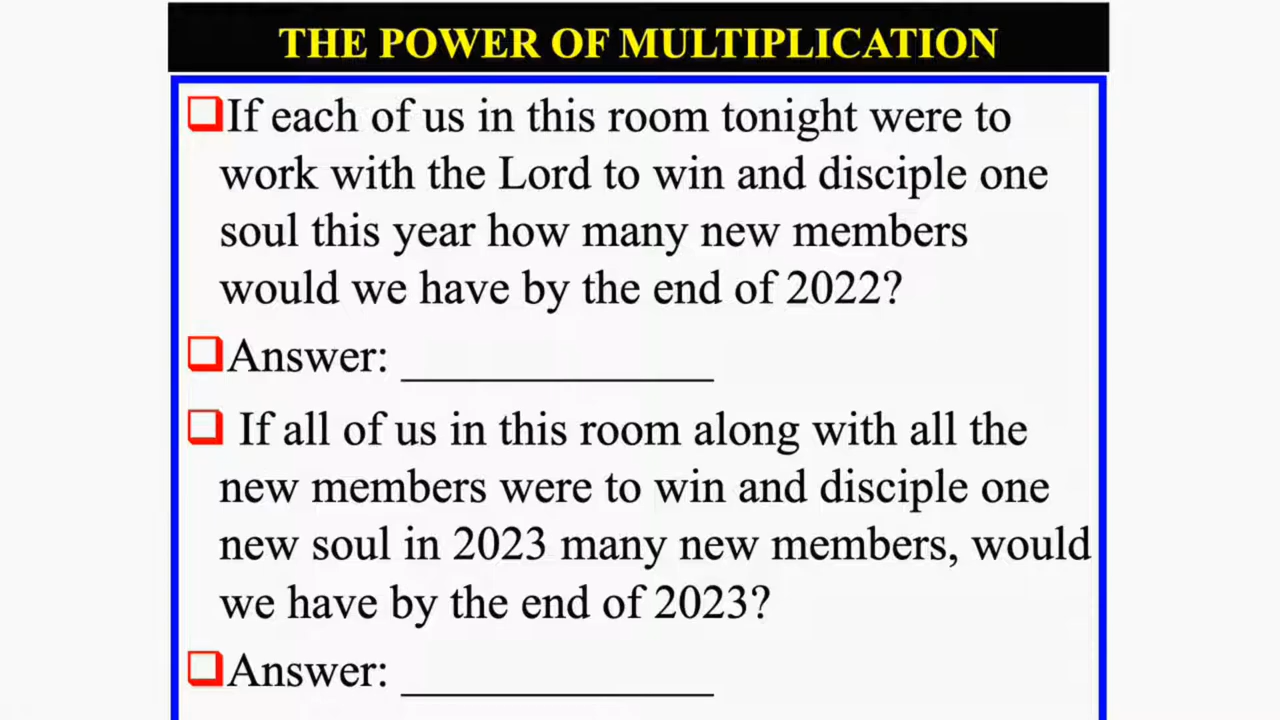 THE POWER OF MULTIPLICATION
If each of us in this room tonight were to
work with the Lord to win and disciple one
soul this year how many new members
would we have by the end of 2022?
Answer: _____________
If all of us in this room along with all the
new members were to win and disciple one
new soul in 2023 many new members, would
we have by the end of 2023?
Answer: _____________